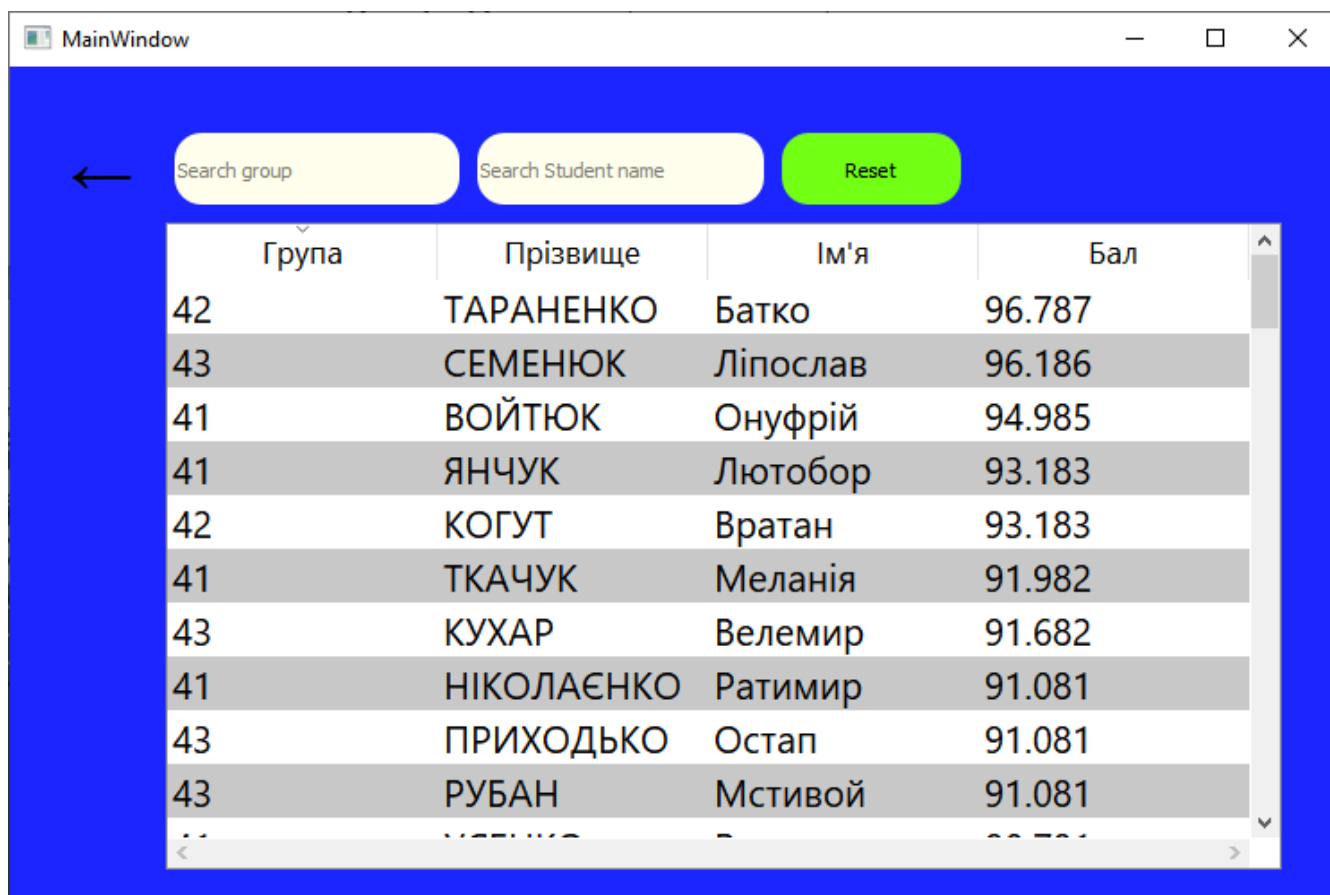 MainWindow
Search group Search Student name Reset
Група Прізвище Ім'я Бал
42 ТАРАНЕНКО Батко 96.787
43 СЕМЕНЮК Ліпослав 96.186
41 ВОЙТЮК Онуфрій 94.985
41 ЯНЧУК Лютобор 93.183
42 КОГУТ Вратан 93.183
41 ТКАЧУК Меланія 91.982
43 КУХАР Велемир 91.682
41 НІКОЛАЄНКО Ратимир 91.081
43 ПРИХОДЬКО Остап 91.081
43 РУБАН Мстивой 91.081